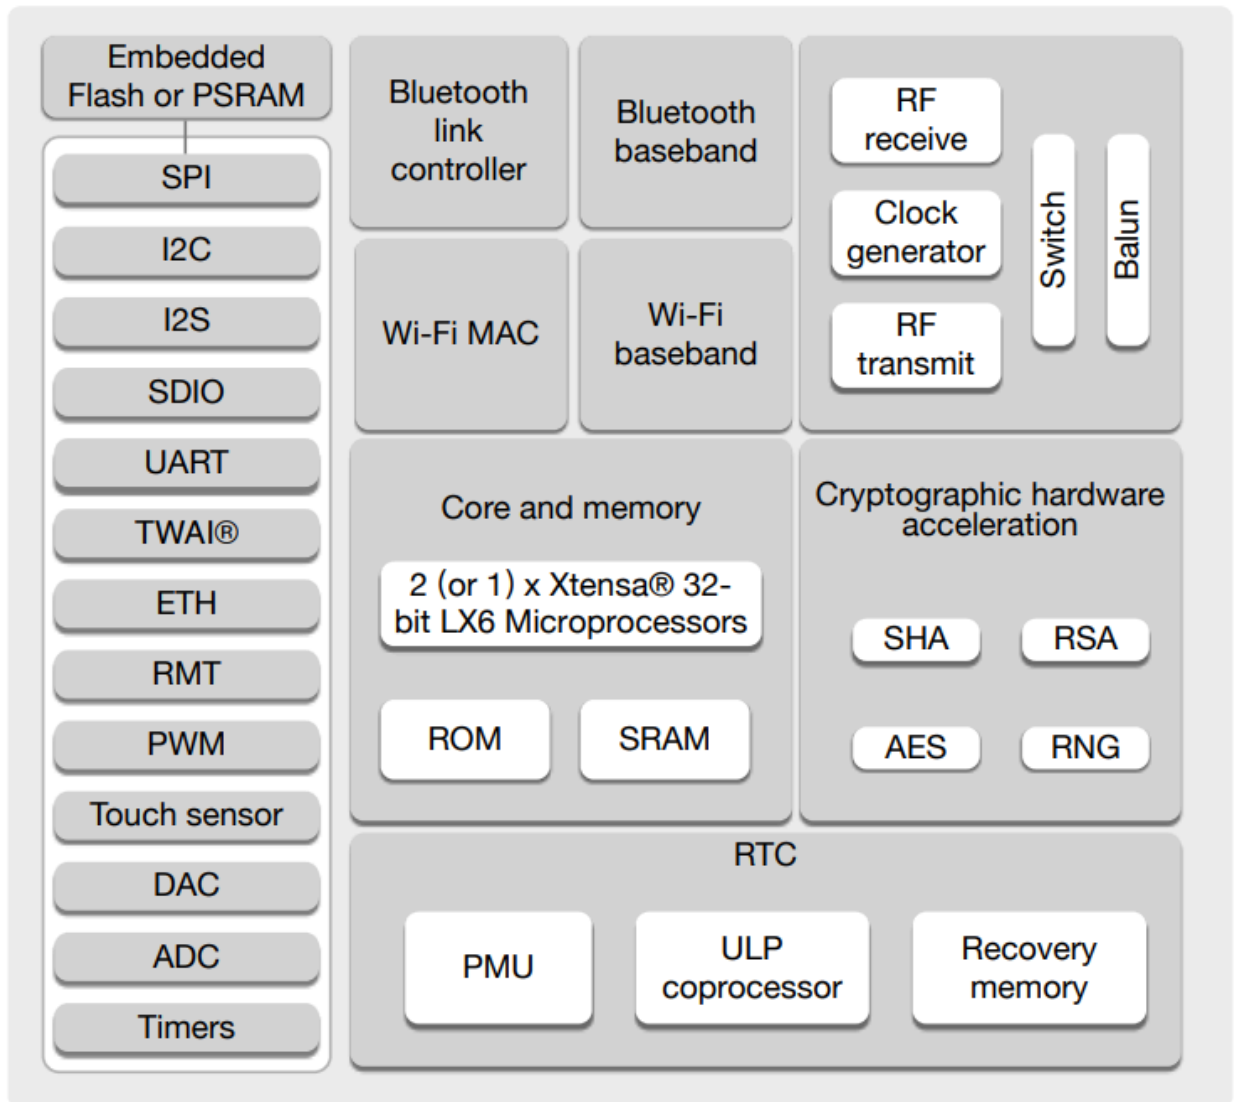 Embedded
Flash or PSRAM
SPI
I2C
I2S
SDIO
UART
TWAI®
ETH
RMT
PWM
Touch sensor
DAC
ADC
Timers
Bluetooth
link
controller
Bluetooth
baseband
Wi-Fi MAC
Wi-Fi
baseband
RF
receive
Clock
generator
RF
transmit
Switch
Balun
Core and memory
2 (or 1) x Xtensa® 32-
bit LX6 Microprocessors
ROM
SRAM
Cryptographic hardware
acceleration
SHA
RSA
AES
RNG
RTC
PMU
ULP
coprocessor
Recovery
memory